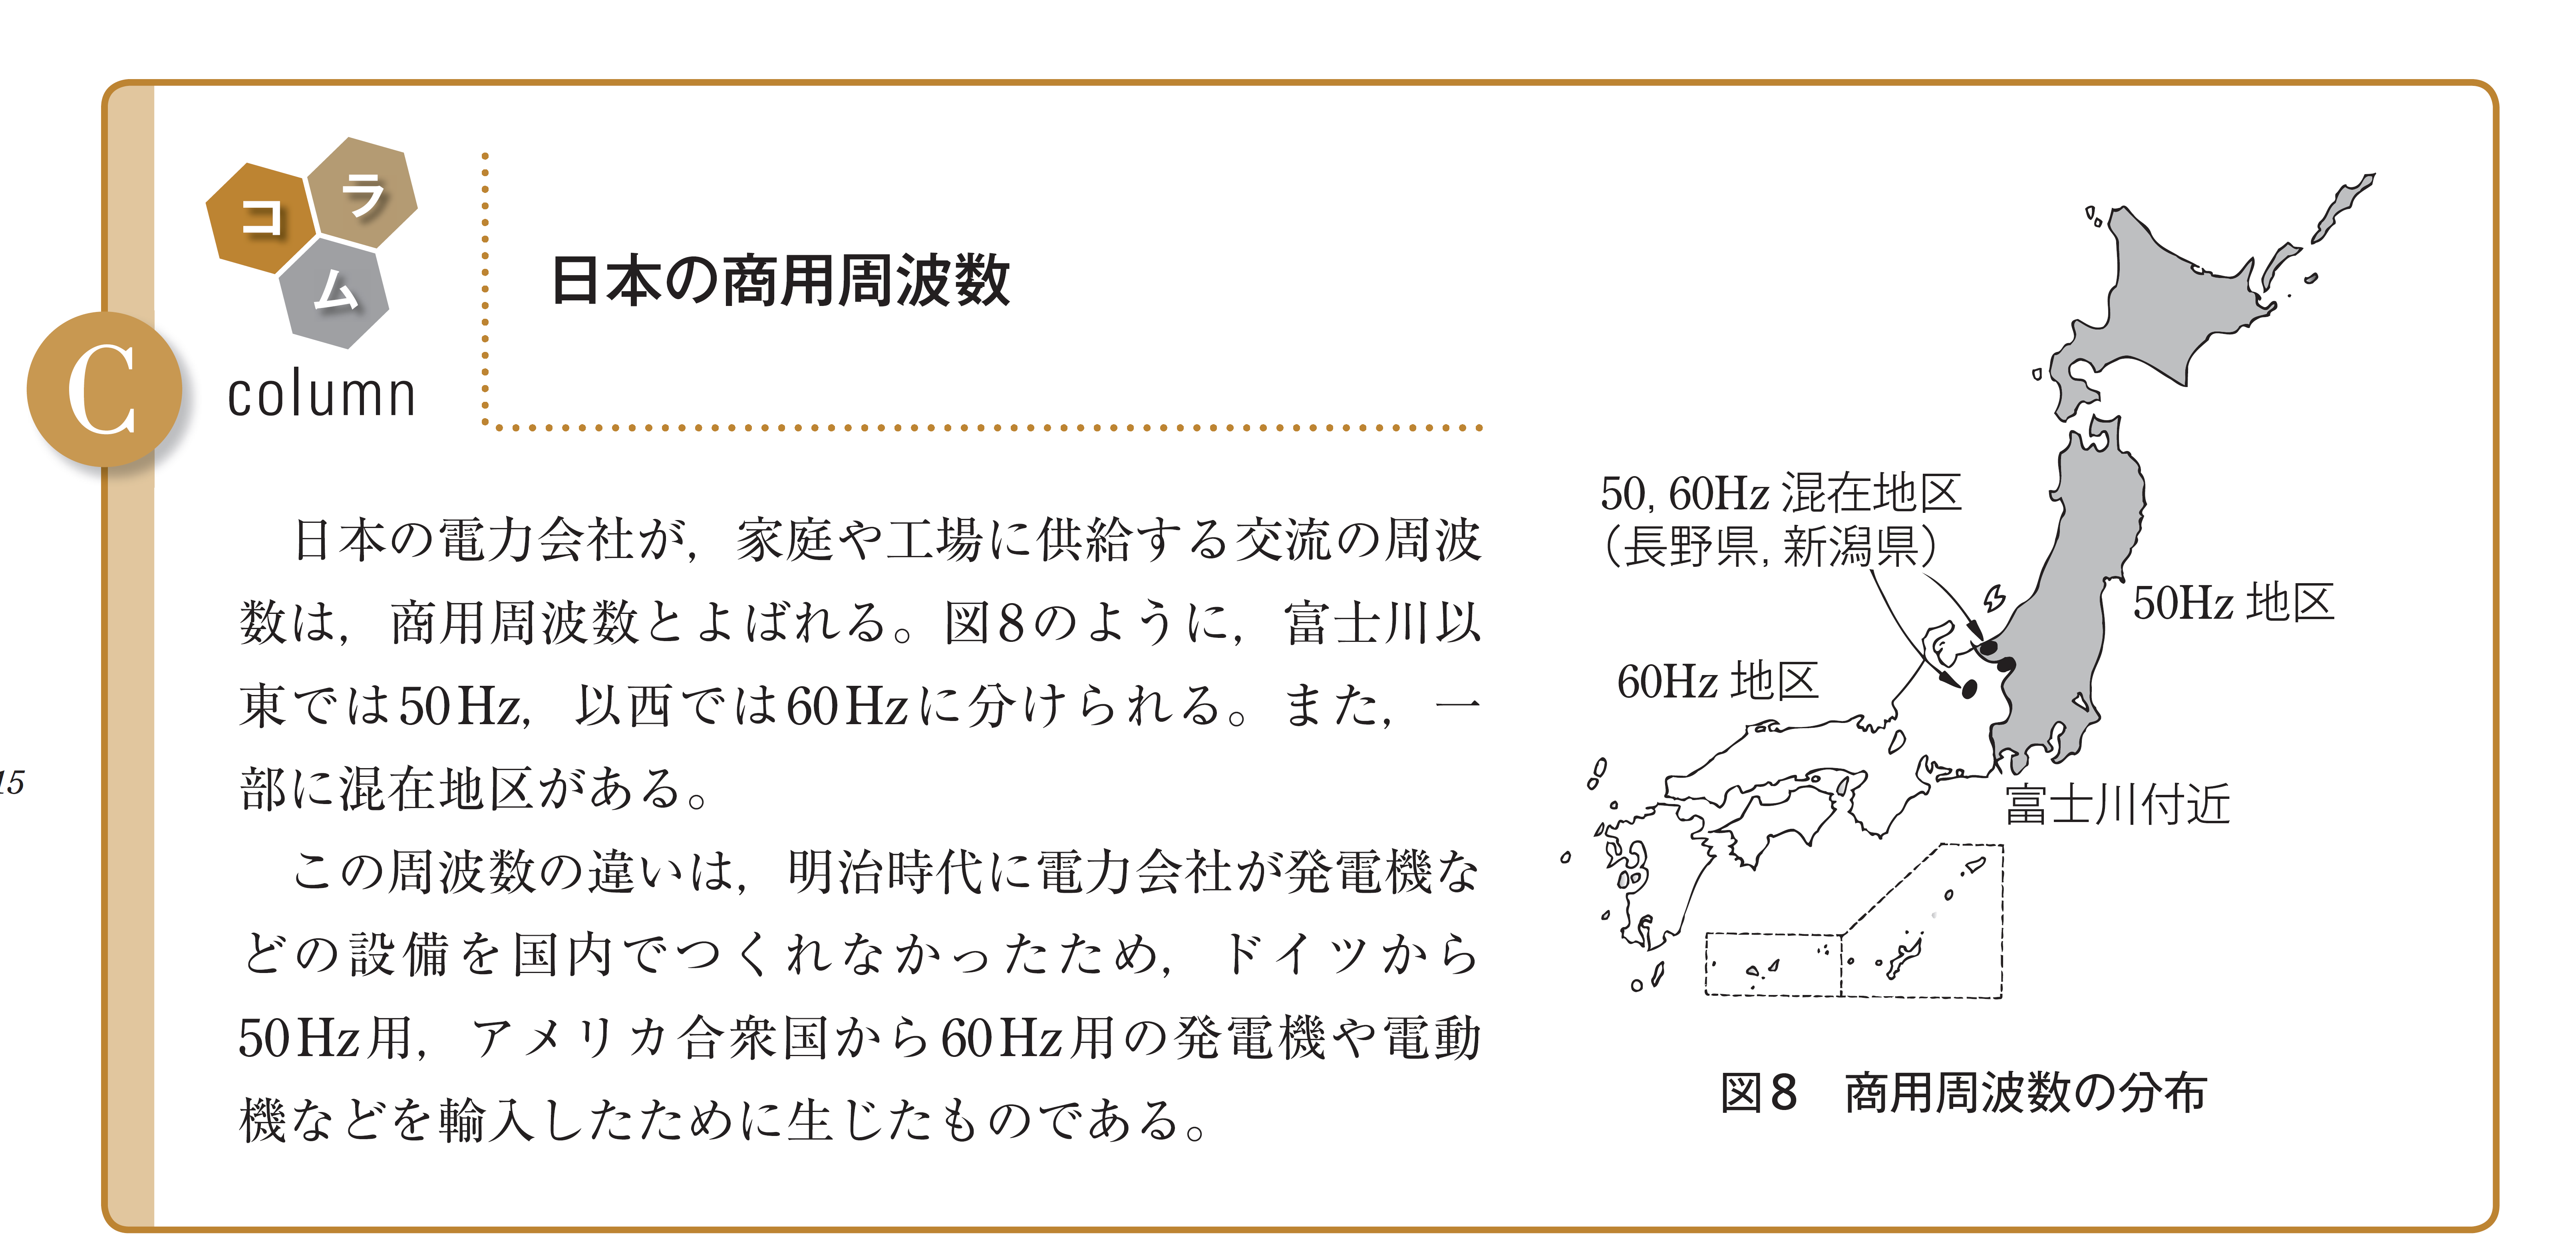 コラム
column
C
日本の商用周波数
日本の電力会社が，家庭や工場に供給する交流の周波
数は，商用周波数とよばれる。図8のように，富士川以
東では50Hz，以西では60Hzに分けられる。また，一
部に混在地区がある。
この周波数の違いは，明治時代に電力会社が発電機な
どの設備を国内でつくれなかったため，ドイツから
50Hz用，アメリカ合衆国から60Hz用の発電機や電動
機などを輸入したために生じたものである。
15
50, 60Hz 混在地区
（長野県, 新潟県）
50Hz 地区
60Hz 地区
富士川付近
図8　商用周波数の分布